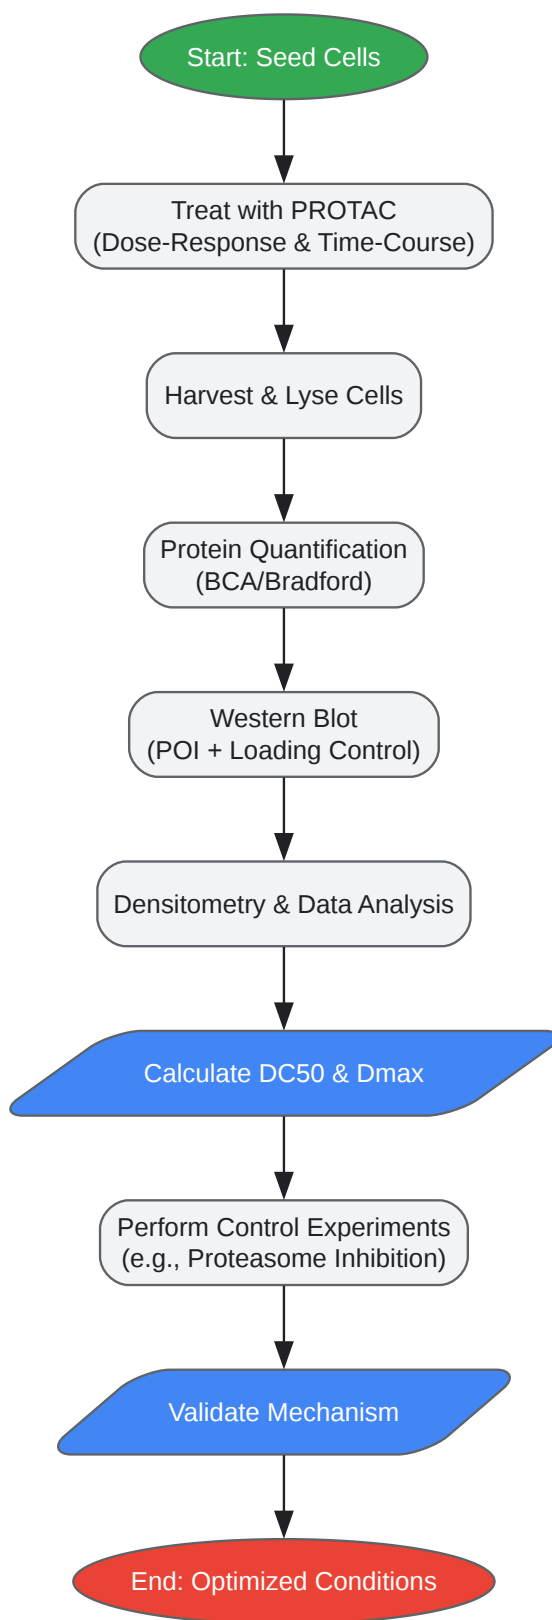 Start: Seed Cells
Treat with PROTAC
(Dose-Response & Time-Course)
Harvest & Lyse Cells
Protein Quantification
(BCA/Bradford)
Western Blot
(POI + Loading Control)
Densitometry & Data Analysis
Calculate DC50 & Dmax
Perform Control Experiments
(e.g., Proteasome Inhibition)
Validate Mechanism
End: Optimized Conditions